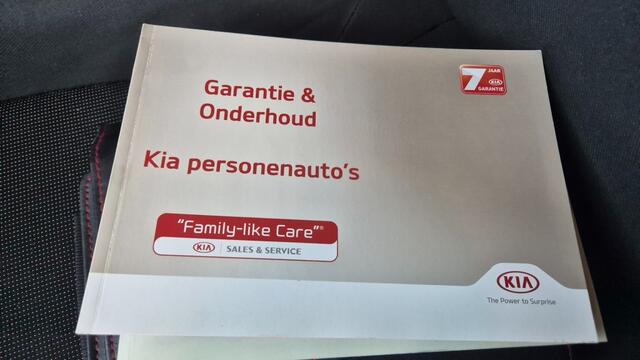 7 JAAR
KIA
GARANTIE
Garantie &
Onderhoud
Kia personenauto's
"Family-like Care"®
KIA SALES & SERVICE
KIA
The Power to Surprise